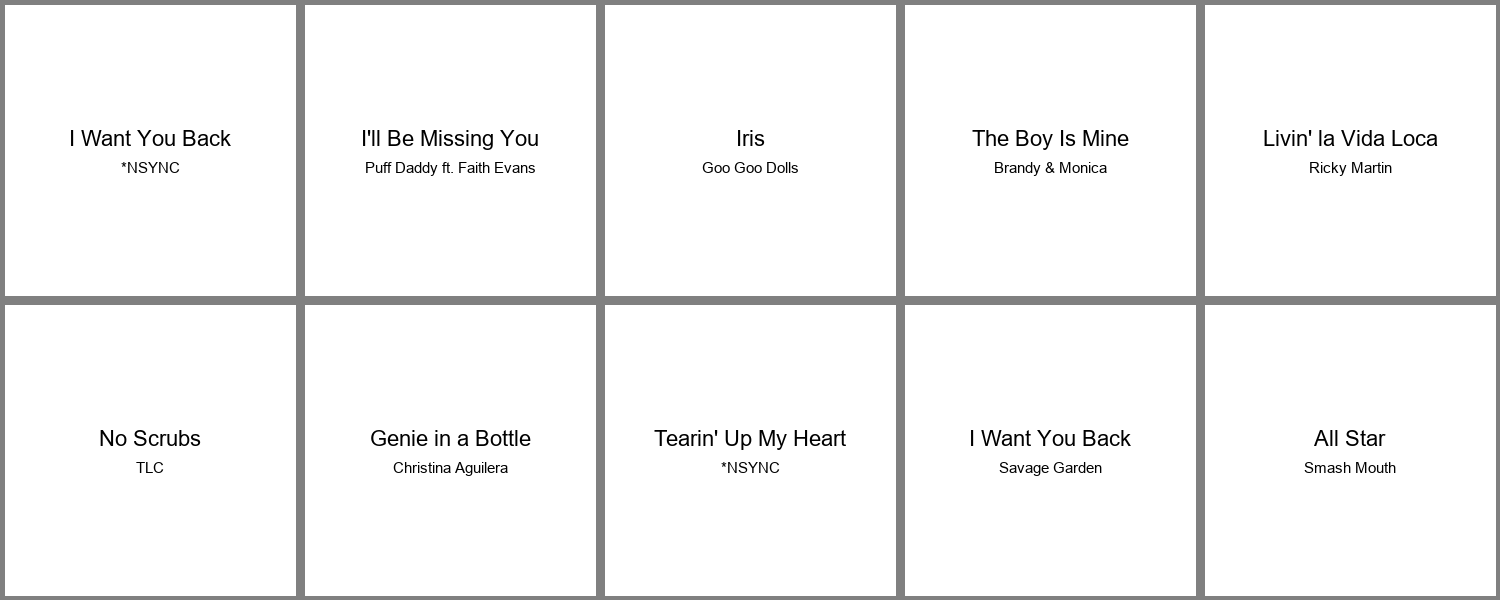 I Want You Back
*NSYNC
I'll Be Missing You
Puff Daddy ft. Faith Evans
Iris
Goo Goo Dolls
The Boy Is Mine
Brandy & Monica
Livin' la Vida Loca
Ricky Martin
No Scrubs
TLC
Genie in a Bottle
Christina Aguilera
Tearin' Up My Heart
*NSYNC
I Want You Back
Savage Garden
All Star
Smash Mouth